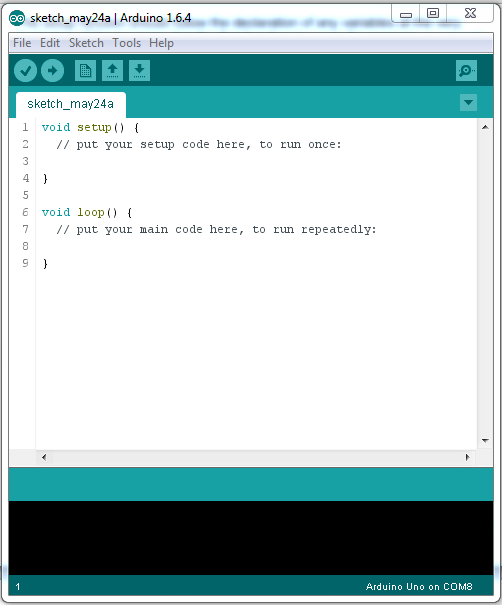 sketch_may24a | Arduino 1.6.4
File Edit Sketch Tools Help
sketch_may24a
1 void setup() {
2   // put your setup code here, to run once:
3
4 }
5
6 void loop() {
7   // put your main code here, to run repeatedly:
8
9 }
1 Arduino Uno on COM8